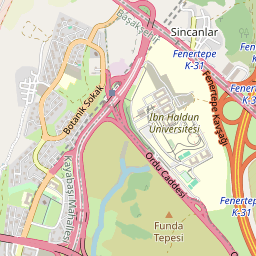 Sincanlar
Başakşehir
Fenertepe
K-31
Fenertepe
K-31
Botanik Sokak
Fenertepe Kavşağı
İbn Haldun
Üniversitesi
Ordu Caddesi
Kayabaşı Mahallesi
Fenertepe
K-31
Funda
Tepesi